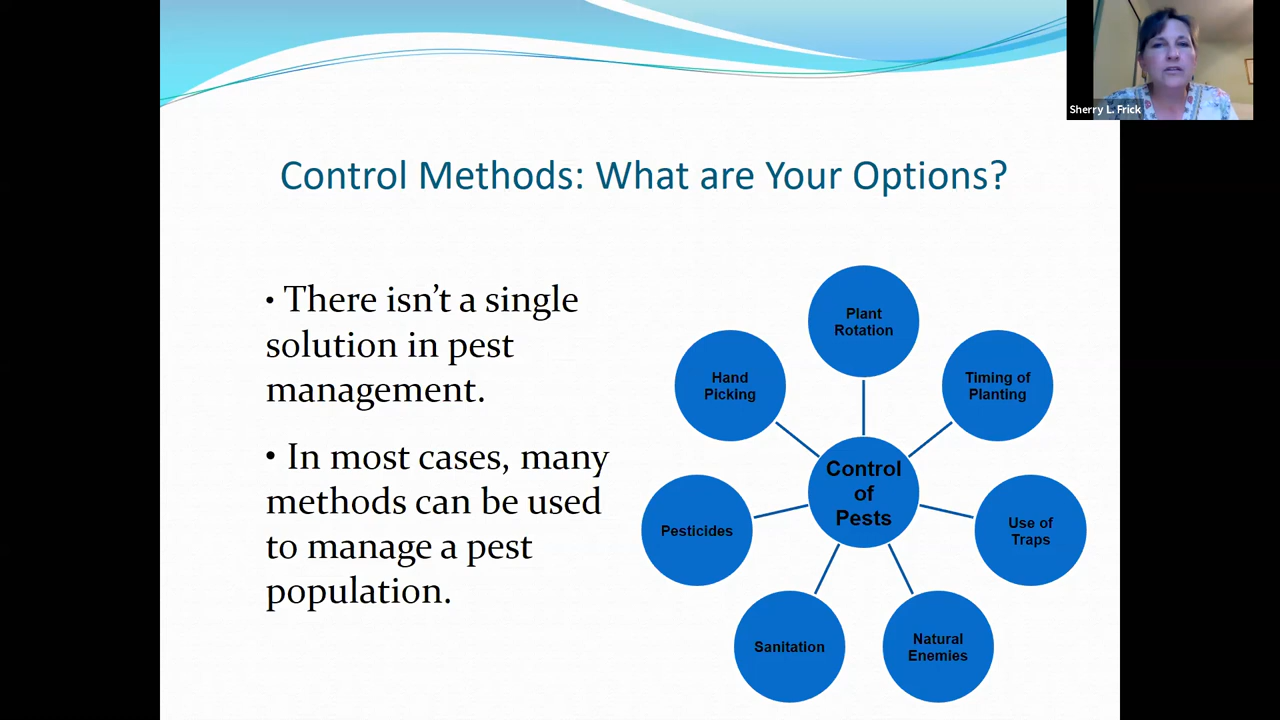 Sherry L. Frick
Control Methods: What are Your Options?
• There isn’t a single
solution in pest
management.
• In most cases, many
methods can be used
to manage a pest
population.
Plant
Rotation
Timing of
Planting
Use of
Traps
Natural
Enemies
Sanitation
Pesticides
Hand
Picking
Control
of
Pests